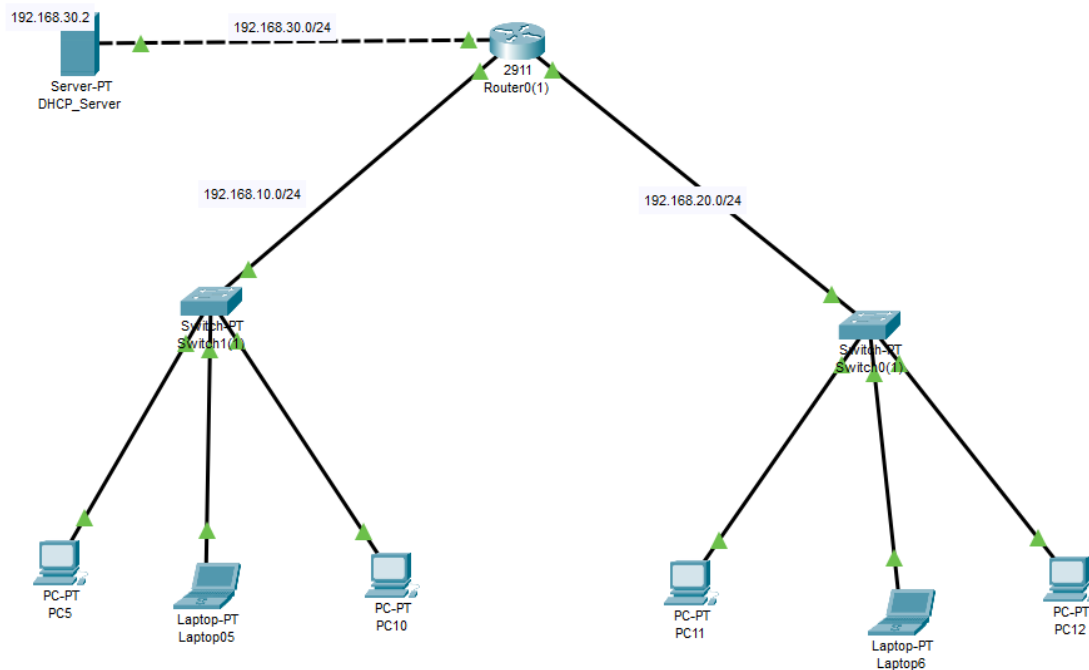 192.168.30.2
192.168.30.0/24
Server-PT
DHCP_Server
2911
Router0(1)
192.168.10.0/24
192.168.20.0/24
Switch-PT
Switch1(1)
Switch-PT
Switch0(1)
PC-PT
PC5
Laptop-PT
Laptop05
PC-PT
PC10
PC-PT
PC11
Laptop-PT
Laptop6
PC-PT
PC12